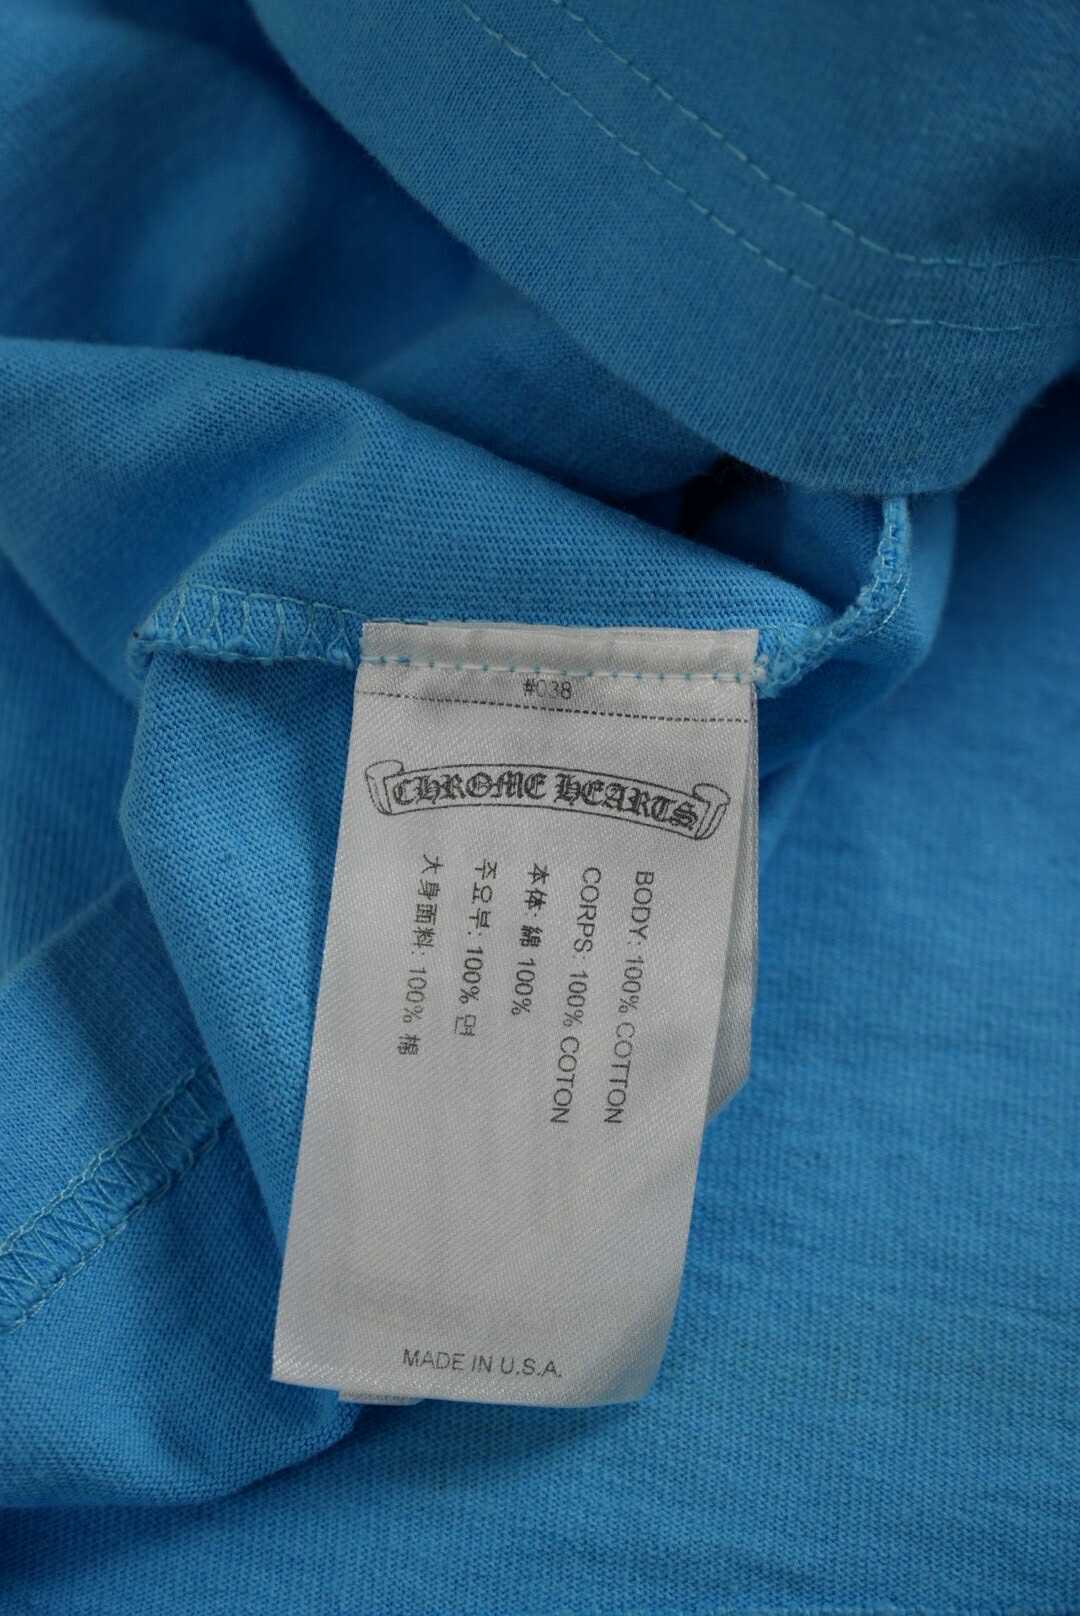 #038
CHROME HEARTS
BODY: 100% COTTON
CORPS: 100% COTON
本体: 綿 100%
주요부: 100% 면
大身面料: 100% 棉
MADE IN U.S.A.